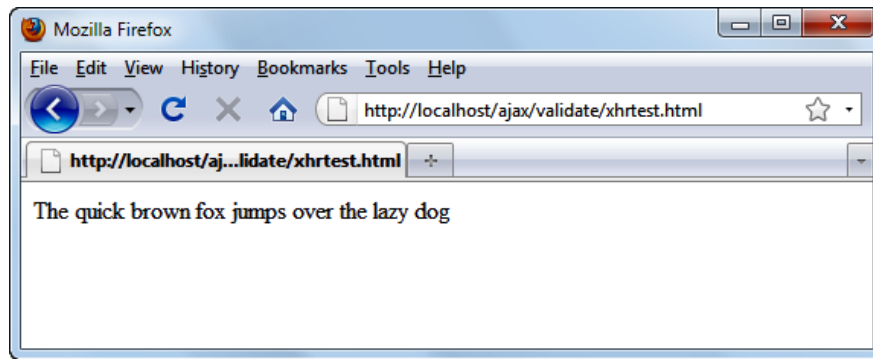 Mozilla Firefox
File Edit View History Bookmarks Tools Help
http://localhost/ajax/validate/xhrtest.html
http://localhost/aj...lidate/xhrtest.html
The quick brown fox jumps over the lazy dog